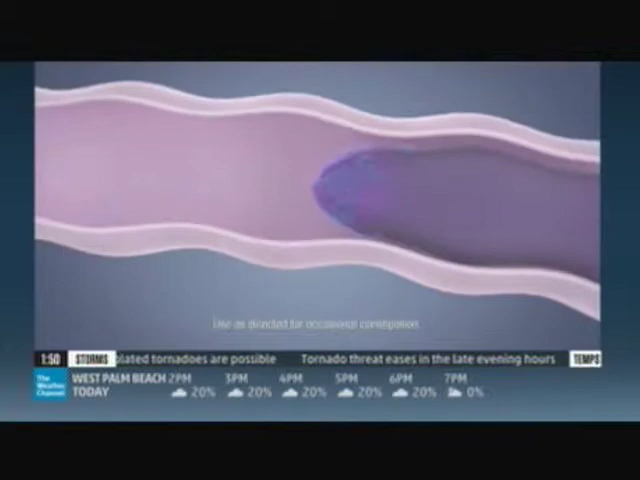 Use as directed for occasional constipation.
1:50 STORMS olated tornadoes are possible Tornado threat eases in the late evening hours TEMPS
The Weather Channel
WEST PALM BEACH 2PM 3PM 4PM 5PM 6PM 7PM
TODAY 20% 20% 20% 20% 20% 0%